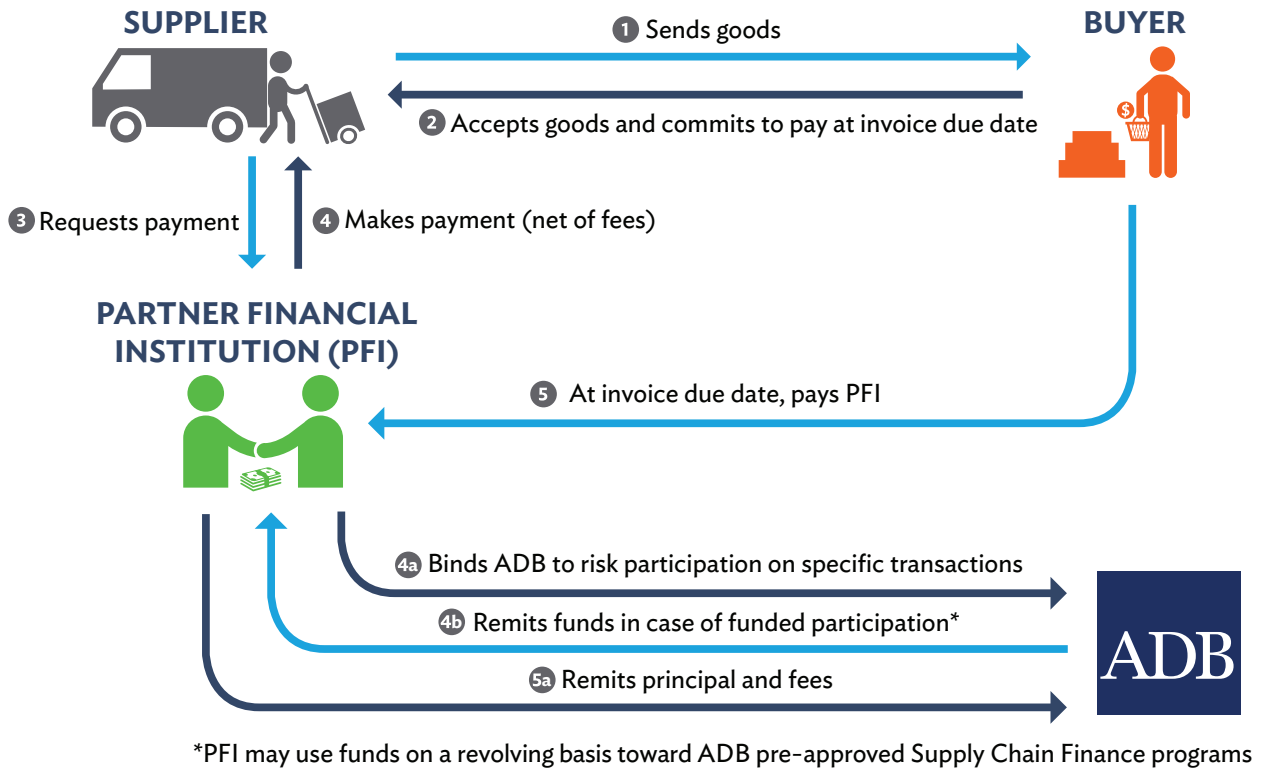 SUPPLIER
BUYER
1 Sends goods
2 Accepts goods and commits to pay at invoice due date
$
3 Requests payment
4 Makes payment (net of fees)
PARTNER FINANCIAL
INSTITUTION (PFI)
5 At invoice due date, pays PFI
4a Binds ADB to risk participation on specific transactions
4b Remits funds in case of funded participation*
ADB
5a Remits principal and fees
*PFI may use funds on a revolving basis toward ADB pre-approved Supply Chain Finance programs